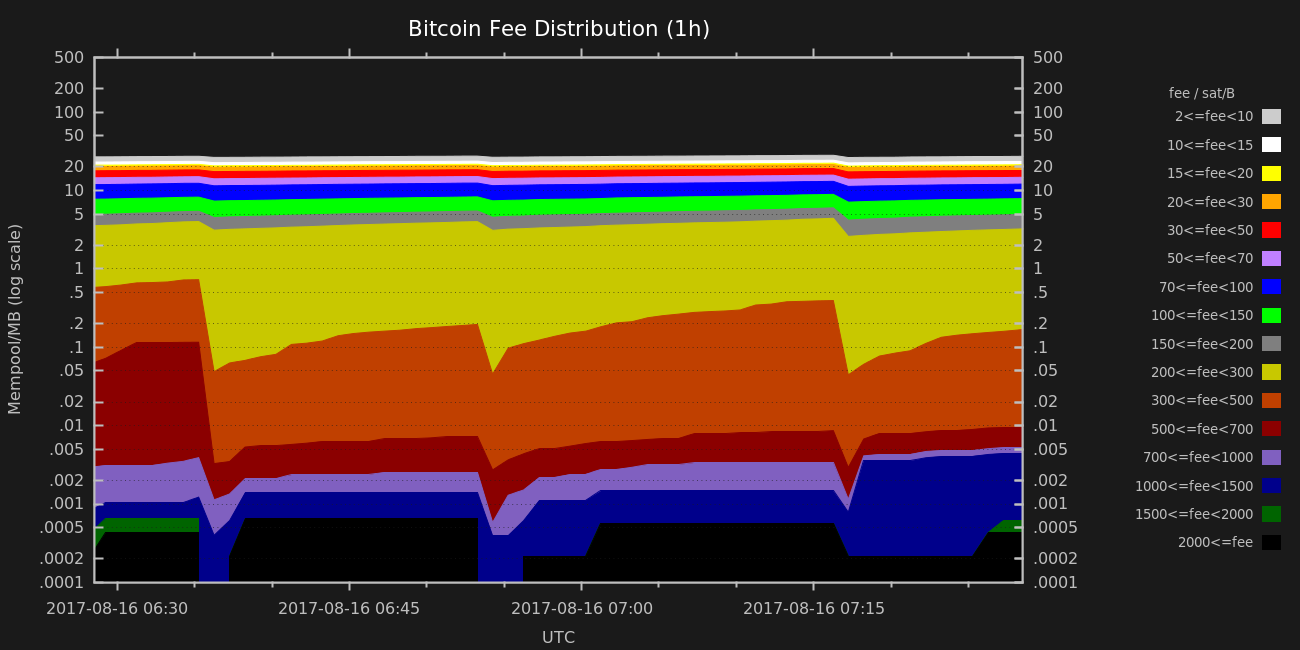 Bitcoin Fee Distribution (1h)
500 500
200 200
100 100
50 50
20 20
10 10
5 5
2 2
1 1
.5 .5
.2 .2
.1 .1
.05 .05
.02 .02
.01 .01
.005 .005
.002 .002
.001 .001
.0005 .0005
.0002 .0002
.0001 .0001
Mempool/MB (log scale)
2017-08-16 06:30 2017-08-16 06:45 2017-08-16 07:00 2017-08-16 07:15
UTC
fee / sat/B
2<=fee<10
10<=fee<15
15<=fee<20
20<=fee<30
30<=fee<50
50<=fee<70
70<=fee<100
100<=fee<150
150<=fee<200
200<=fee<300
300<=fee<500
500<=fee<700
700<=fee<1000
1000<=fee<1500
1500<=fee<2000
2000<=fee